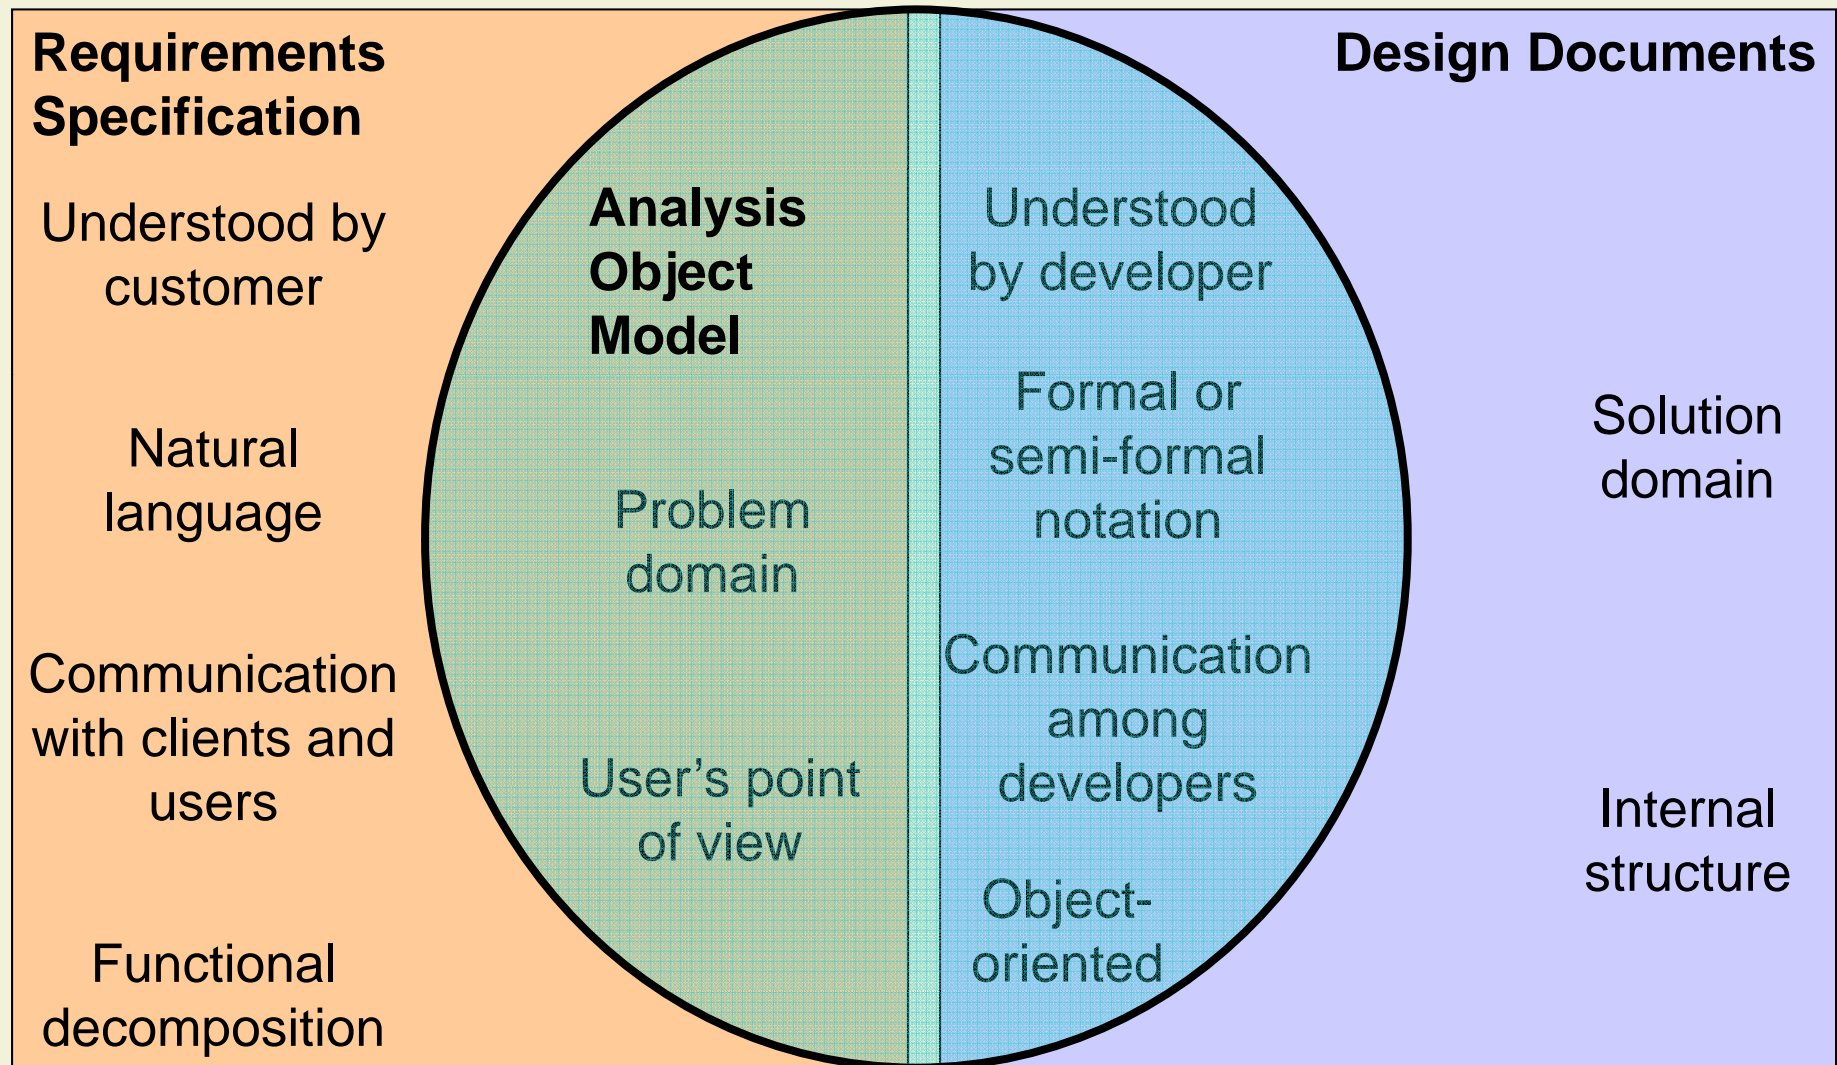 Requirements
Specification
Understood by
customer
Natural
language
Communication
with clients and
users
Functional
decomposition
Analysis
Object
Model
Problem
domain
User’s point
of view
Understood
by developer
Formal or
semi-formal
notation
Communication
among
developers
Object-
oriented
Design Documents
Solution
domain
Internal
structure